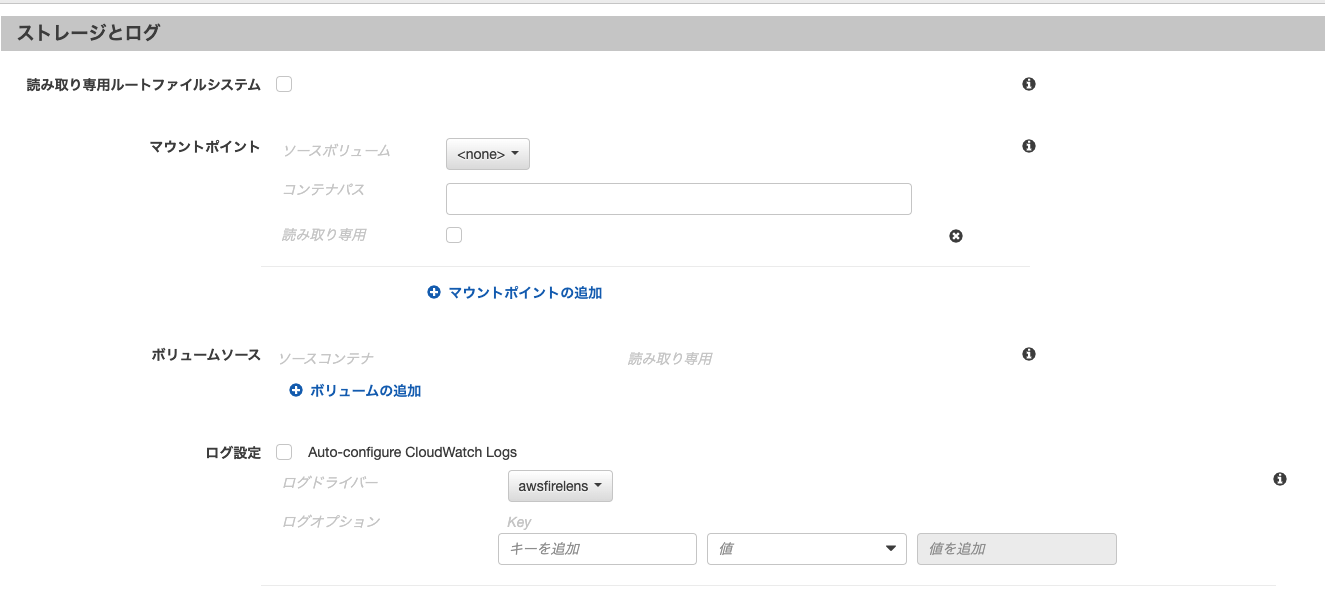 ストレージとログ
読み取り専用ルートファイルシステム
マウントポイント ソースボリューム <none>
コンテナパス
読み取り専用
マウントポイントの追加
ボリュームソース ソースコンテナ 読み取り専用
ボリュームの追加
ログ設定 Auto-configure CloudWatch Logs
ログドライバー awsfirelens
ログオプション Key
キーを追加 値 値を追加